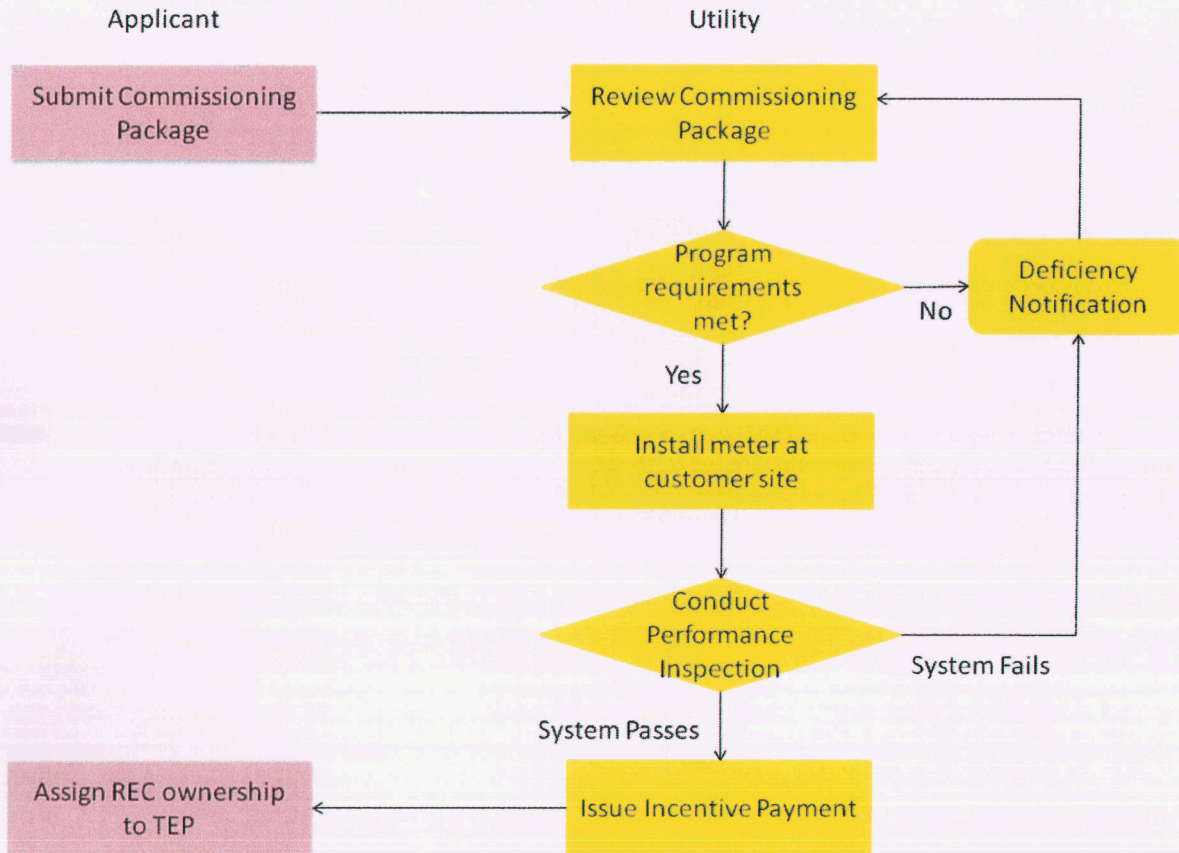 Applicant
Utility
Submit Commissioning
Package
Review Commissioning
Package
Program
requirements
met?
No
Deficiency
Notification
Yes
Install meter at
customer site
Conduct
Performance
Inspection
System Fails
System Passes
Issue Incentive Payment
Assign REC ownership
to TEP